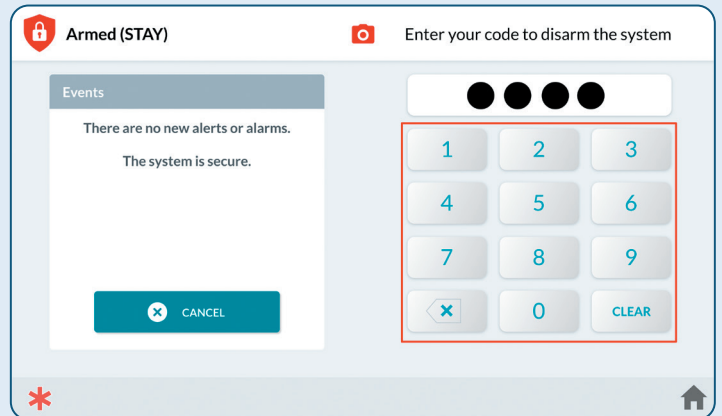 Armed (STAY)
Enter your code to disarm the system
Events
There are no new alerts or alarms.
The system is secure.
CANCEL
1 2 3
4 5 6
7 8 9
0 CLEAR